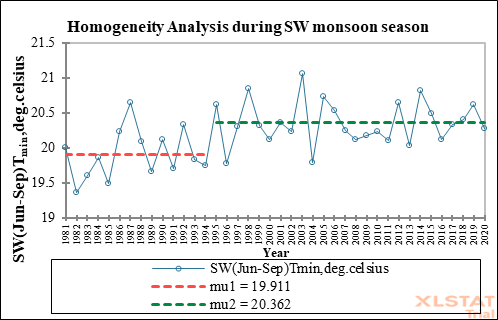 Homogeneity Analysis during SW monsoon season
SW(Jun-Sep)Tmin,deg.celsius
21.5
21
20.5
20
19.5
19
1981 1982 1983 1984 1985 1986 1987 1988 1989 1990 1991 1992 1993 1994 1995 1996 1997 1998 1999 2000 2001 2002 2003 2004 2005 2006 2007 2008 2009 2010 2011 2012 2013 2014 2015 2016 2017 2018 2019 2020
Year
SW(Jun-Sep)Tmin,deg.celsius
mu1 = 19.911
mu2 = 20.362
XLSTAT
Trial